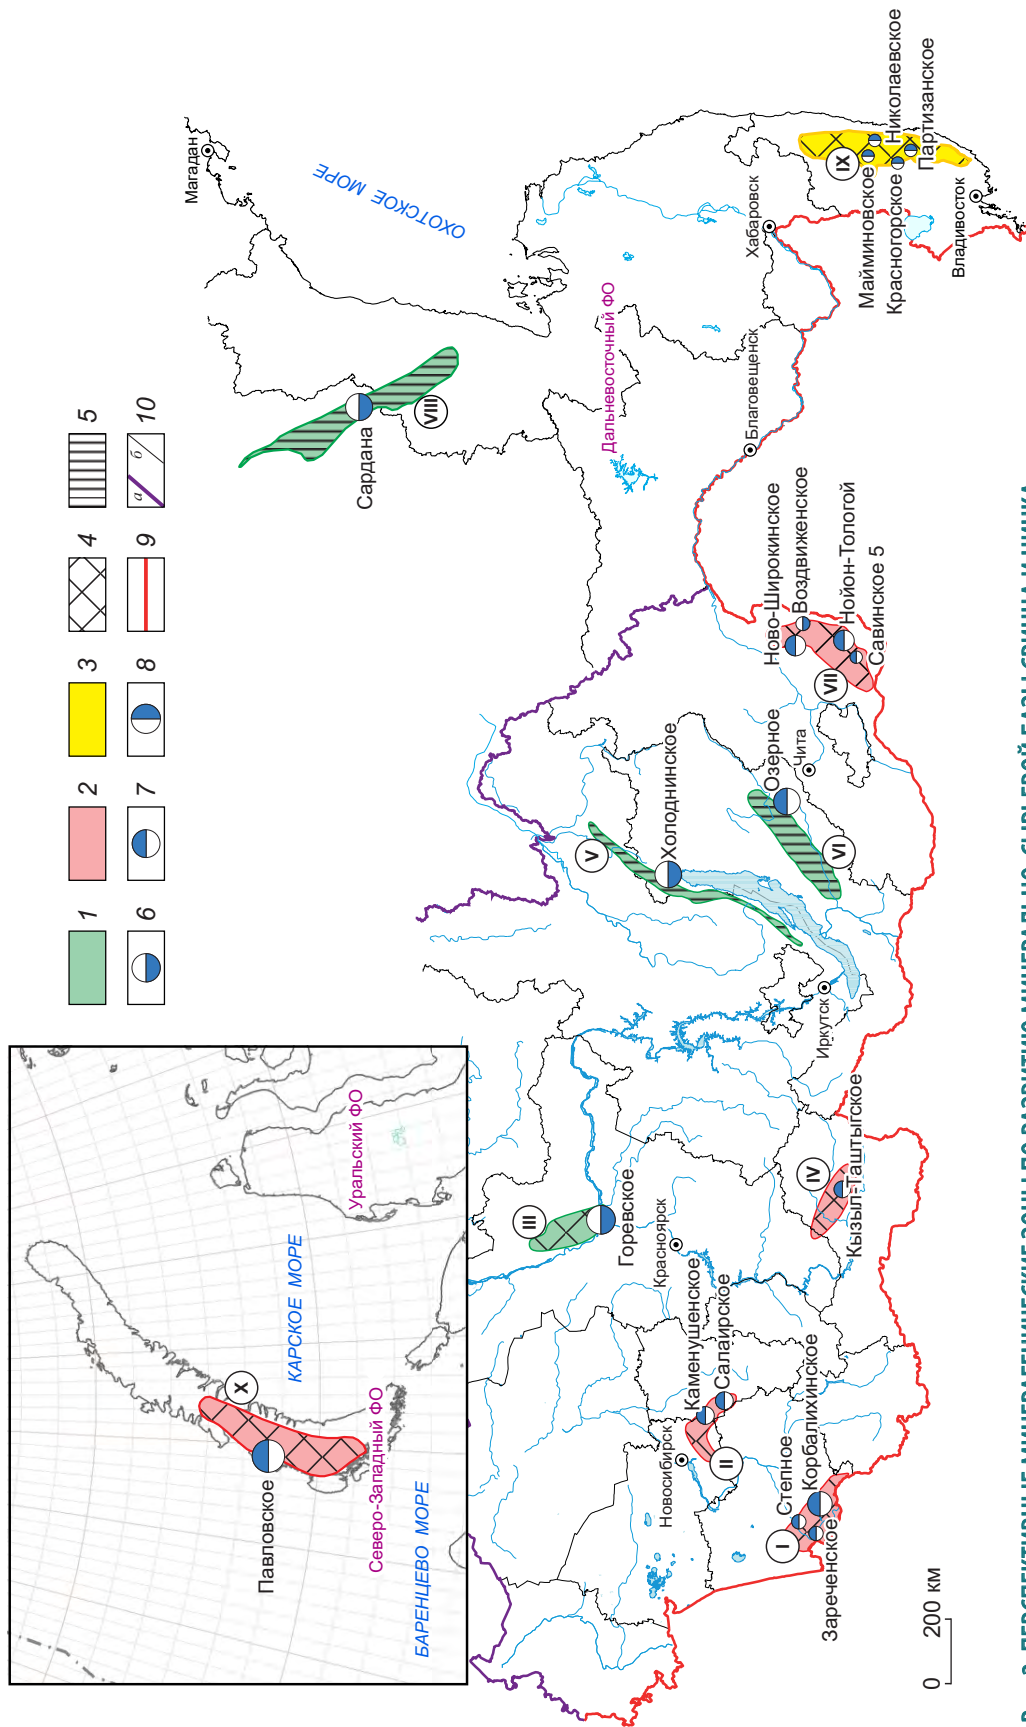 Магадан
ОХОТСКОЕ МОРЕ
1
2
3
4
5
6
7
8
9
а
б
10
Павловское
X
КАРСКОЕ МОРЕ
Уральский ФО
Северо-Западный ФО
БАРЕНЦЕВО МОРЕ
Сардана
VIII
Дальневосточный ФО
Хабаровск
Благовещенск
IX
Майминовское
Николаевское
Красногорское
Партизанское
Владивосток
V
Холоднинское
Озерное
Чита
VI
Ново-Широкинское
Воздвиженское
VII
Нойон-Тологой
Савинское 5
Иркутск
III
Горевское
Красноярск
IV
Кызыл-Таштыгское
Новосибирск
Каменушенское
Салаирское
II
Степное
Корбалихинское
I
Зареченское
0 200 км